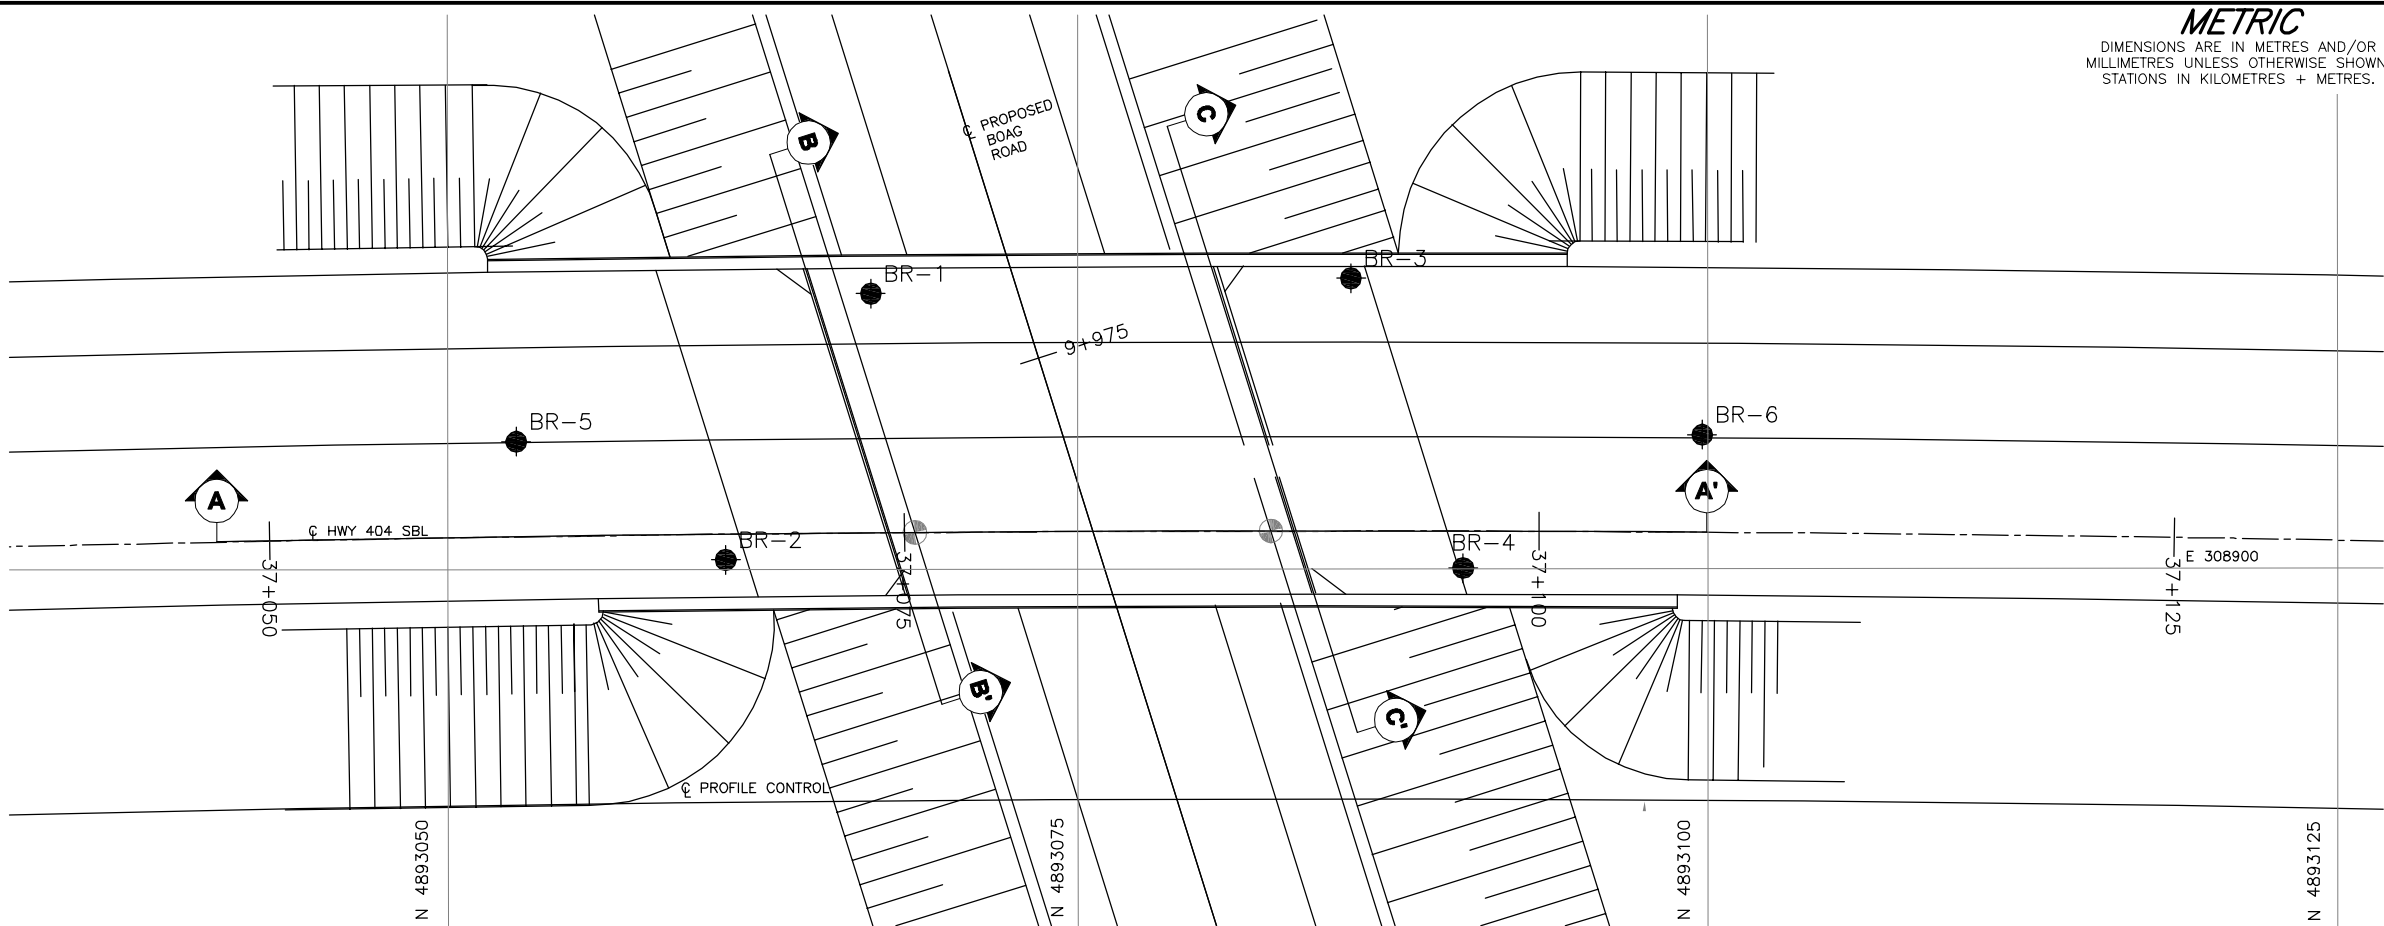 METRIC
DIMENSIONS ARE IN METRES AND/OR
MILLIMETRES UNLESS OTHERWISE SHOWN
STATIONS IN KILOMETRES + METRES.
℄ PROPOSED
BOAG
ROAD
B
C
BR-1
BR-3
9+975
BR-5
BR-6
A
A'
℄ HWY 404 SBL
BR-2
BR-4
E 308900
37+050
37+075
37+100
37+125
B'
C'
℄ PROFILE CONTROL
N 4893050
N 4893075
N 4893100
N 4893125